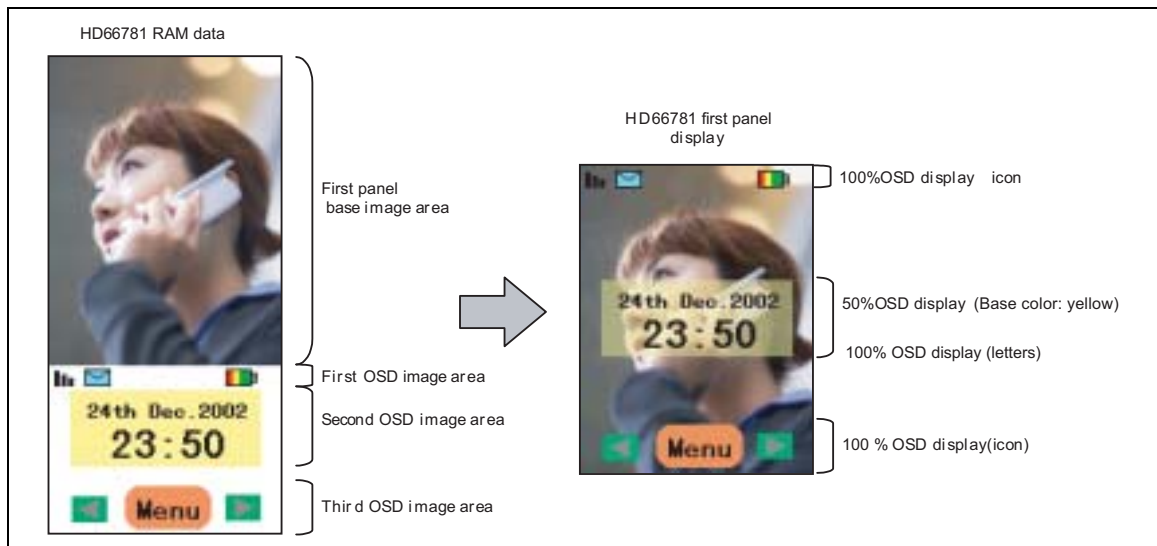 HD66781 RAM data
First panel
base image area
First OSD image area
24th Dec.2002
23:50
Second OSD image area
Menu
Third OSD image area
HD66781 first panel
display
100%OSD display icon
24th Dec.2002
23:50
50%OSD display (Base color: yellow)
100% OSD display (letters)
Menu
100 % OSD display(icon)